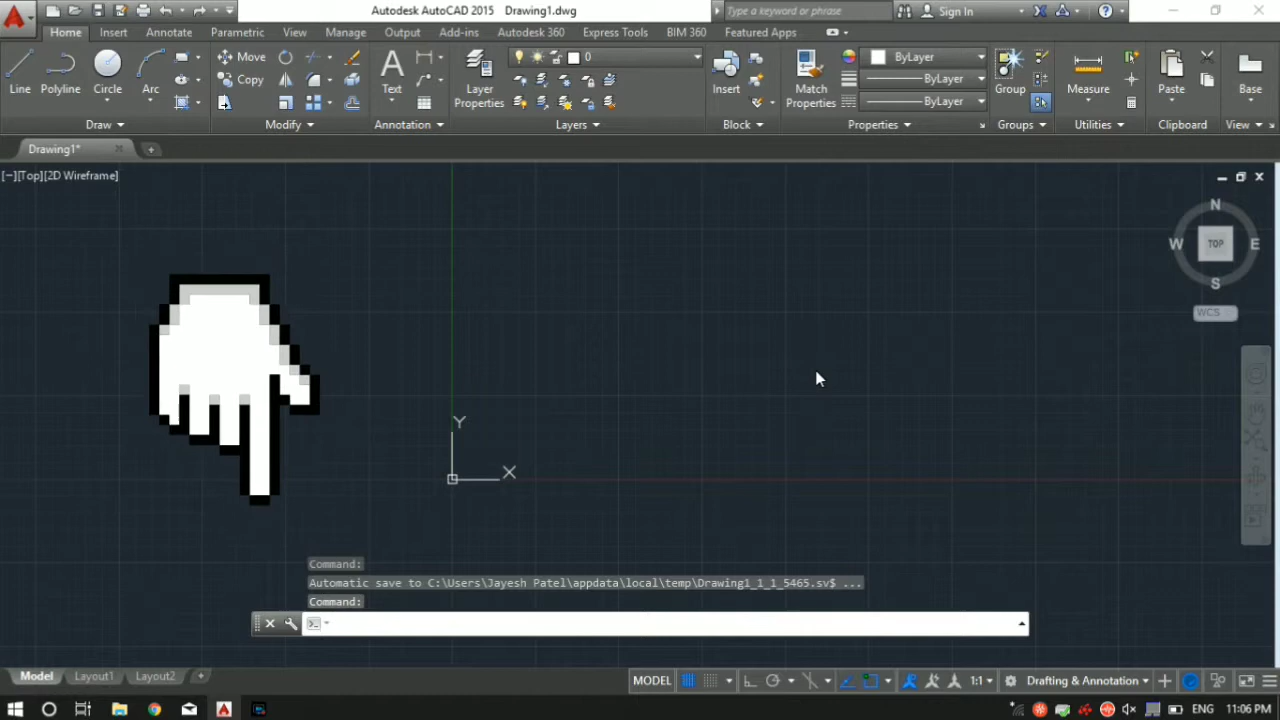 Autodesk AutoCAD 2015 Drawing1.dwg
Type a keyword or phrase
Sign In
Home Insert Annotate Parametric View Manage Output Add-ins Autodesk 360 Express Tools BIM 360 Featured Apps
Line Polyline Circle Arc
Move
Copy
Text
Layer
Properties
0
Insert
Match
Properties
ByLayer
ByLayer
ByLayer
Group
Measure
Paste
Base
Draw Modify Annotation Layers Block Properties Groups Utilities Clipboard View
Drawing1*
[−][Top][2D Wireframe]
N
W TOP E
S
WCS
Y
X
Command:
Automatic save to C:\Users\Jayesh Patel\appdata\local\temp\Drawing1_1_1_5465.sv$ ...
Command:
Model Layout1 Layout2 +
MODEL 1:1 Drafting & Annotation
ENG 11:06 PM